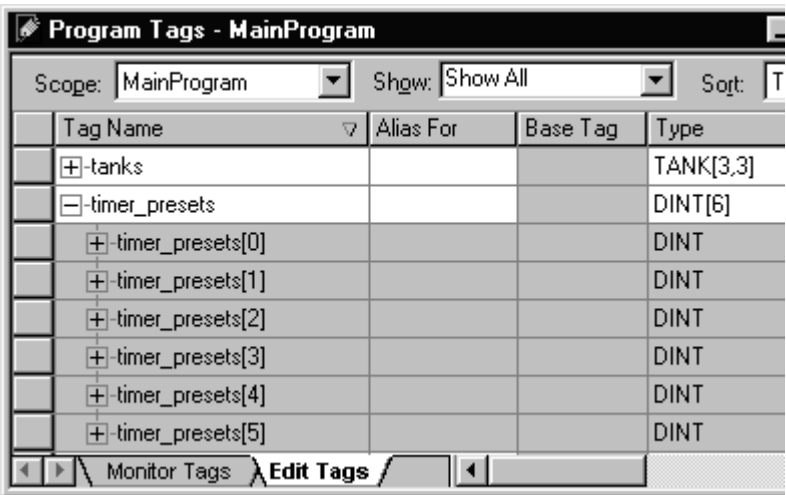 Program Tags - MainProgram
Scope: MainProgram Show: Show All Sort: T
Tag Name Alias For Base Tag Type
tanks TANK[3,3]
timer_presets DINT[6]
timer_presets[0] DINT
timer_presets[1] DINT
timer_presets[2] DINT
timer_presets[3] DINT
timer_presets[4] DINT
timer_presets[5] DINT
Monitor Tags Edit Tags